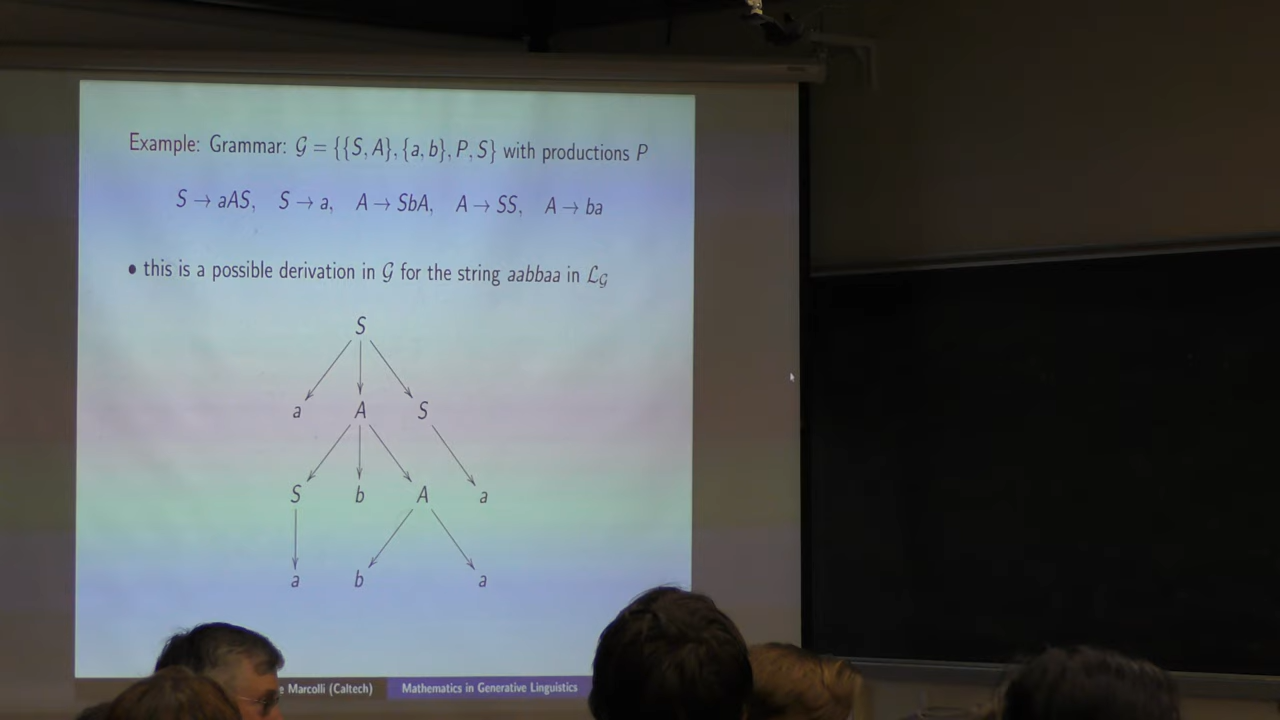 Example: Grammar: 𝒢 = {{S, A}, {a, b}, P, S} with productions P
S → aAS, S → a, A → SbA, A → SS, A → ba
• this is a possible derivation in 𝒢 for the string aabbaa in ℒ𝒢
S
a A S
S b A a
a b a
Marcolli (Caltech) Mathematics in Generative Linguistics